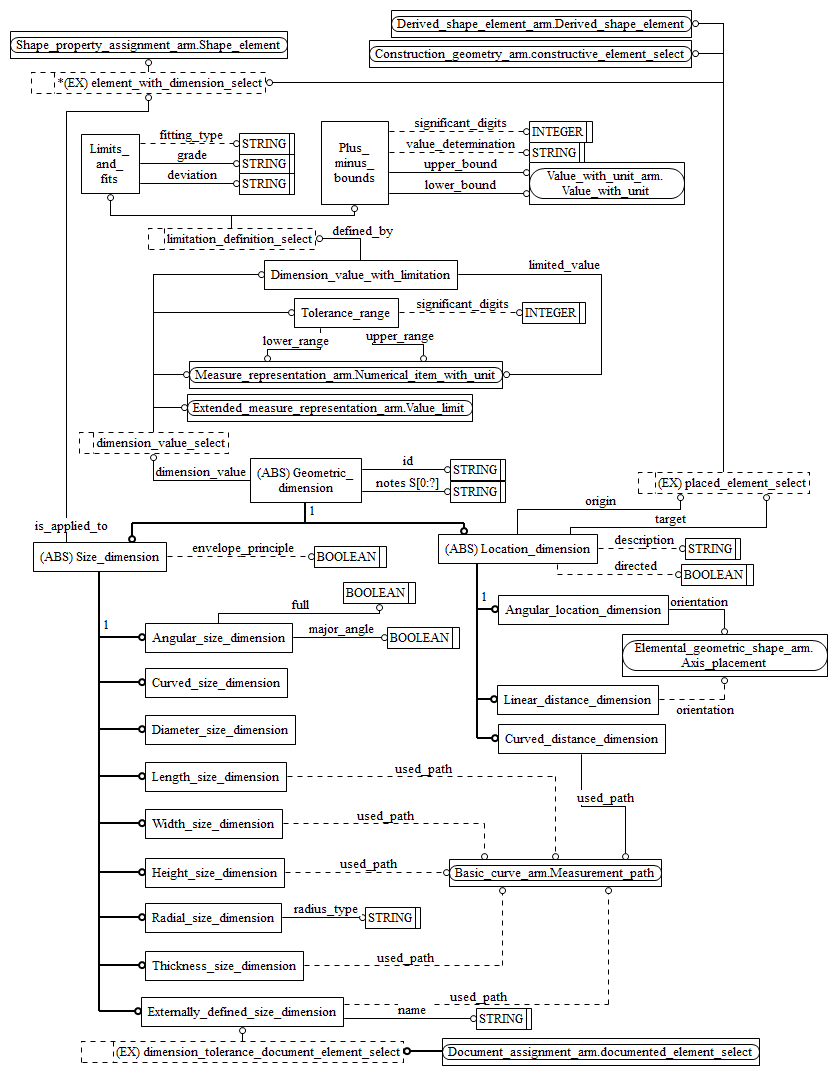 Derived_shape_element_arm.Derived_shape_element
Shape_property_assignment_arm.Shape_element
Construction_geometry_arm.constructive_element_select
*(EX) element_with_dimension_select
Limits_
and_
fits
fitting_type
STRING
grade
STRING
deviation
STRING
Plus_
minus_
bounds
significant_digits
INTEGER
value_determination
STRING
upper_bound
lower_bound
Value_with_unit_arm.
Value_with_unit
limitation_definition_select
defined_by
Dimension_value_with_limitation
limited_value
Tolerance_range
significant_digits
INTEGER
lower_range
upper_range
Measure_representation_arm.Numerical_item_with_unit
Extended_measure_representation_arm.Value_limit
dimension_value_select
dimension_value
(ABS) Geometric_
dimension
id
STRING
notes S[0:?]
STRING
(EX) placed_element_select
1
origin
target
is_applied_to
(ABS) Size_dimension
envelope_principle
BOOLEAN
(ABS) Location_dimension
description
STRING
directed
BOOLEAN
1
full
BOOLEAN
Angular_size_dimension
major_angle
BOOLEAN
1
Angular_location_dimension
orientation
Elemental_geometric_shape_arm.
Axis_placement
Curved_size_dimension
Linear_distance_dimension
orientation
Diameter_size_dimension
Curved_distance_dimension
Length_size_dimension
used_path
used_path
Width_size_dimension
used_path
Height_size_dimension
used_path
Basic_curve_arm.Measurement_path
Radial_size_dimension
radius_type
STRING
Thickness_size_dimension
used_path
Externally_defined_size_dimension
used_path
name
STRING
(EX) dimension_tolerance_document_element_select
Document_assignment_arm.documented_element_select